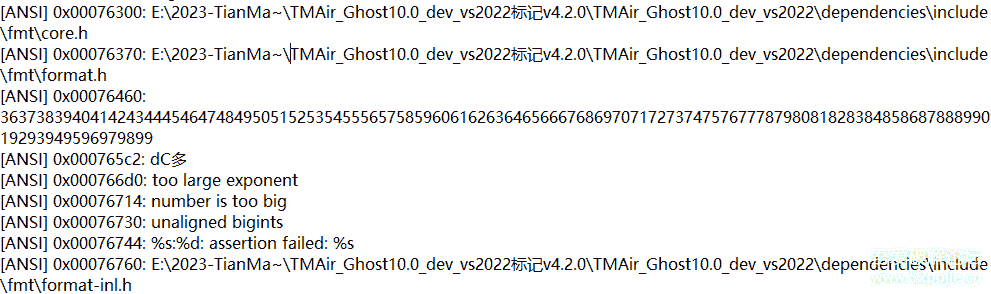 [ANSI] 0x00076300: E:\2023-TianMa~\TMAir_Ghost10.0_dev_vs2022标记v4.2.0\TMAir_Ghost10.0_dev_vs2022\dependencies\include
\fmt\core.h
[ANSI] 0x00076370: E:\2023-TianMa~\TMAir_Ghost10.0_dev_vs2022标记v4.2.0\TMAir_Ghost10.0_dev_vs2022\dependencies\include
\fmt\format.h
[ANSI] 0x00076460:
36373839404142434445464748495051525354555657585960616263646566676869707172737475767778798081828384858687888990
19293949596979899
[ANSI] 0x000765c2: dC多
[ANSI] 0x000766d0: too large exponent
[ANSI] 0x00076714: number is too big
[ANSI] 0x00076730: unaligned bigints
[ANSI] 0x00076744: %s:%d: assertion failed: %s
[ANSI] 0x00076760: E:\2023-TianMa~\TMAir_Ghost10.0_dev_vs2022标记v4.2.0\TMAir_Ghost10.0_dev_vs2022\dependencies\include
\fmt\format-inl.h